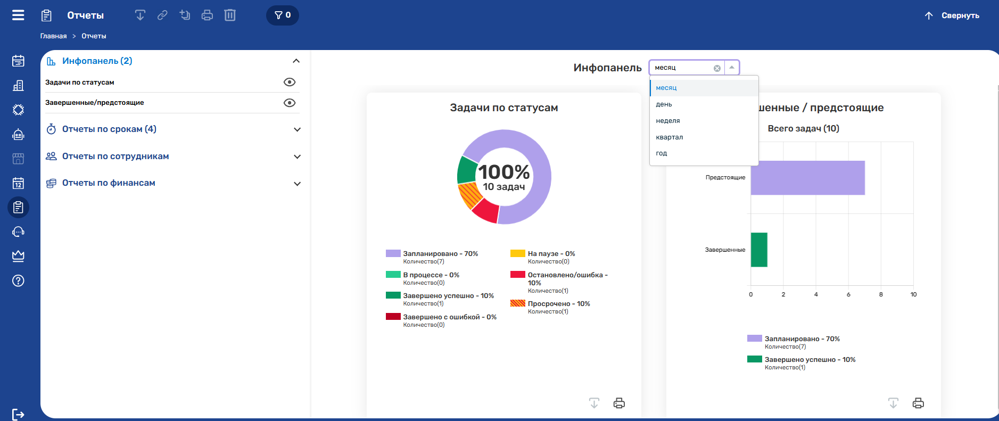 Отчеты
0
Свернуть
Главная > Отчеты
Инфопанель (2)
Задачи по статусам
Завершенные/предстоящие
Отчеты по срокам (4)
Отчеты по сотрудникам
Отчеты по финансам
12
Инфопанель
месяц
месяц
день
неделя
квартал
год
Задачи по статусам
100%
10 задач
Запланировано - 70%
Количество(7)
В процессе - 0%
Количество(0)
Завершено успешно - 10%
Количество(1)
Завершено с ошибкой - 0%
Количество(0)
На паузе - 0%
Количество(0)
Остановлено/ошибка -
10%
Количество(1)
Просрочено - 10%
Количество(1)
шенные / предстоящие
Всего задач (10)
Предстоящие
Завершенные
0 2 4 6 8 10
Запланировано - 70%
Количество(7)
Завершено успешно - 10%
Количество(1)